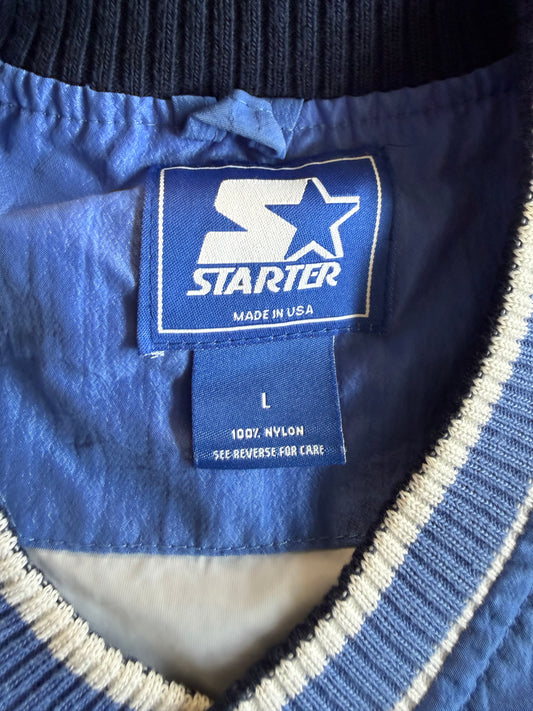 STARTER
MADE IN USA
L
100% NYLON
SEE REVERSE FOR CARE